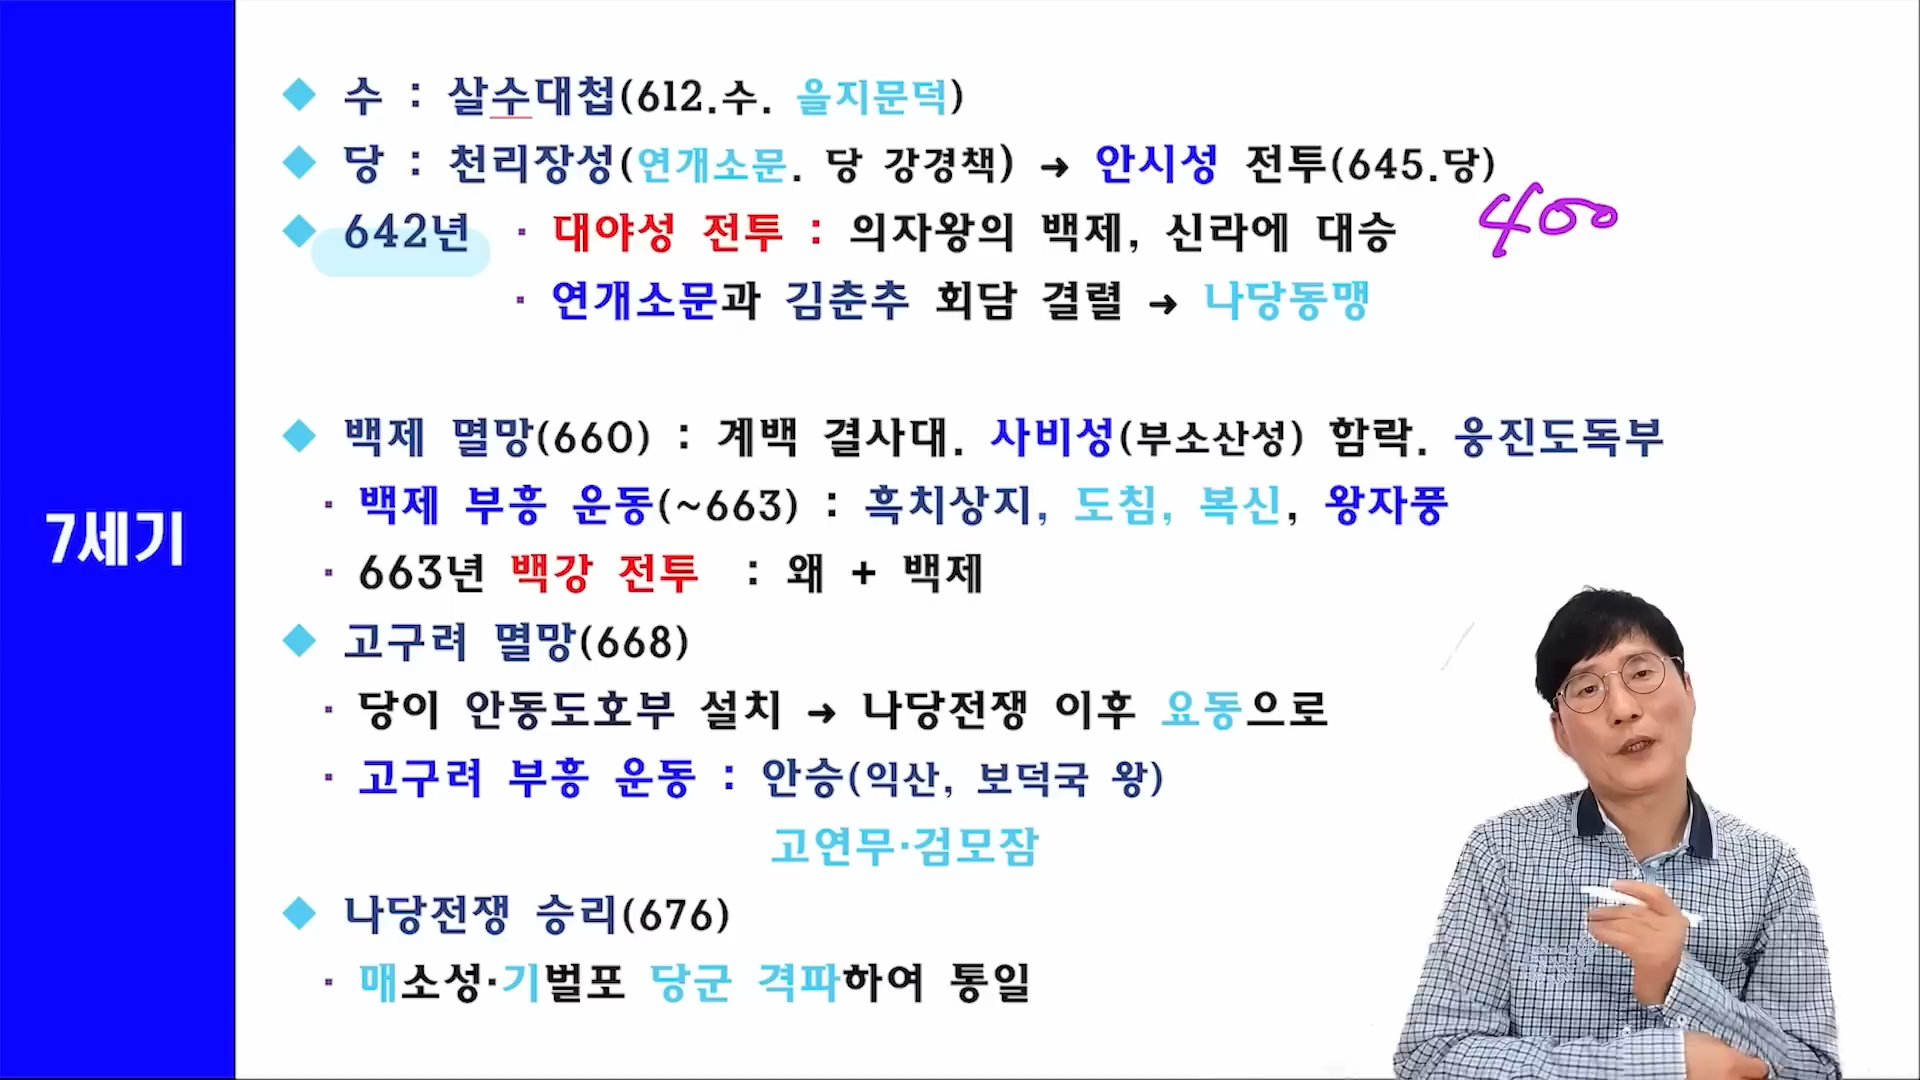 7세기
수 : 살수대첩(612.수. 을지문덕)
당 : 천리장성(연개소문. 당 강경책) → 안시성 전투(645.당)
400
642년 · 대야성 전투 : 의자왕의 백제, 신라에 대승
· 연개소문과 김춘추 회담 결렬 → 나당동맹
백제 멸망(660) : 계백 결사대. 사비성(부소산성) 함락. 웅진도독부
· 백제 부흥 운동(~663) : 흑치상지, 도침, 복신, 왕자풍
· 663년 백강 전투 : 왜 + 백제
고구려 멸망(668)
· 당이 안동도호부 설치 → 나당전쟁 이후 요동으로
· 고구려 부흥 운동 : 안승(익산, 보덕국 왕)
고연무·검모잠
나당전쟁 승리(676)
· 매소성·기벌포 당군 격파하여 통일